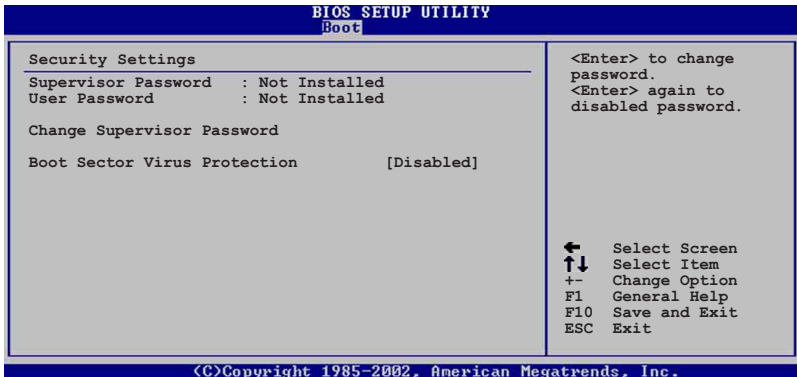 BIOS SETUP UTILITY
Boot
Security Settings
Supervisor Password : Not Installed
User Password : Not Installed
Change Supervisor Password
Boot Sector Virus Protection [Disabled]
<Enter> to change
password.
<Enter> again to
disabled password.
← Select Screen
↑↓ Select Item
+- Change Option
F1 General Help
F10 Save and Exit
ESC Exit
(C)Copyright 1985-2002, American Megatrends, Inc.